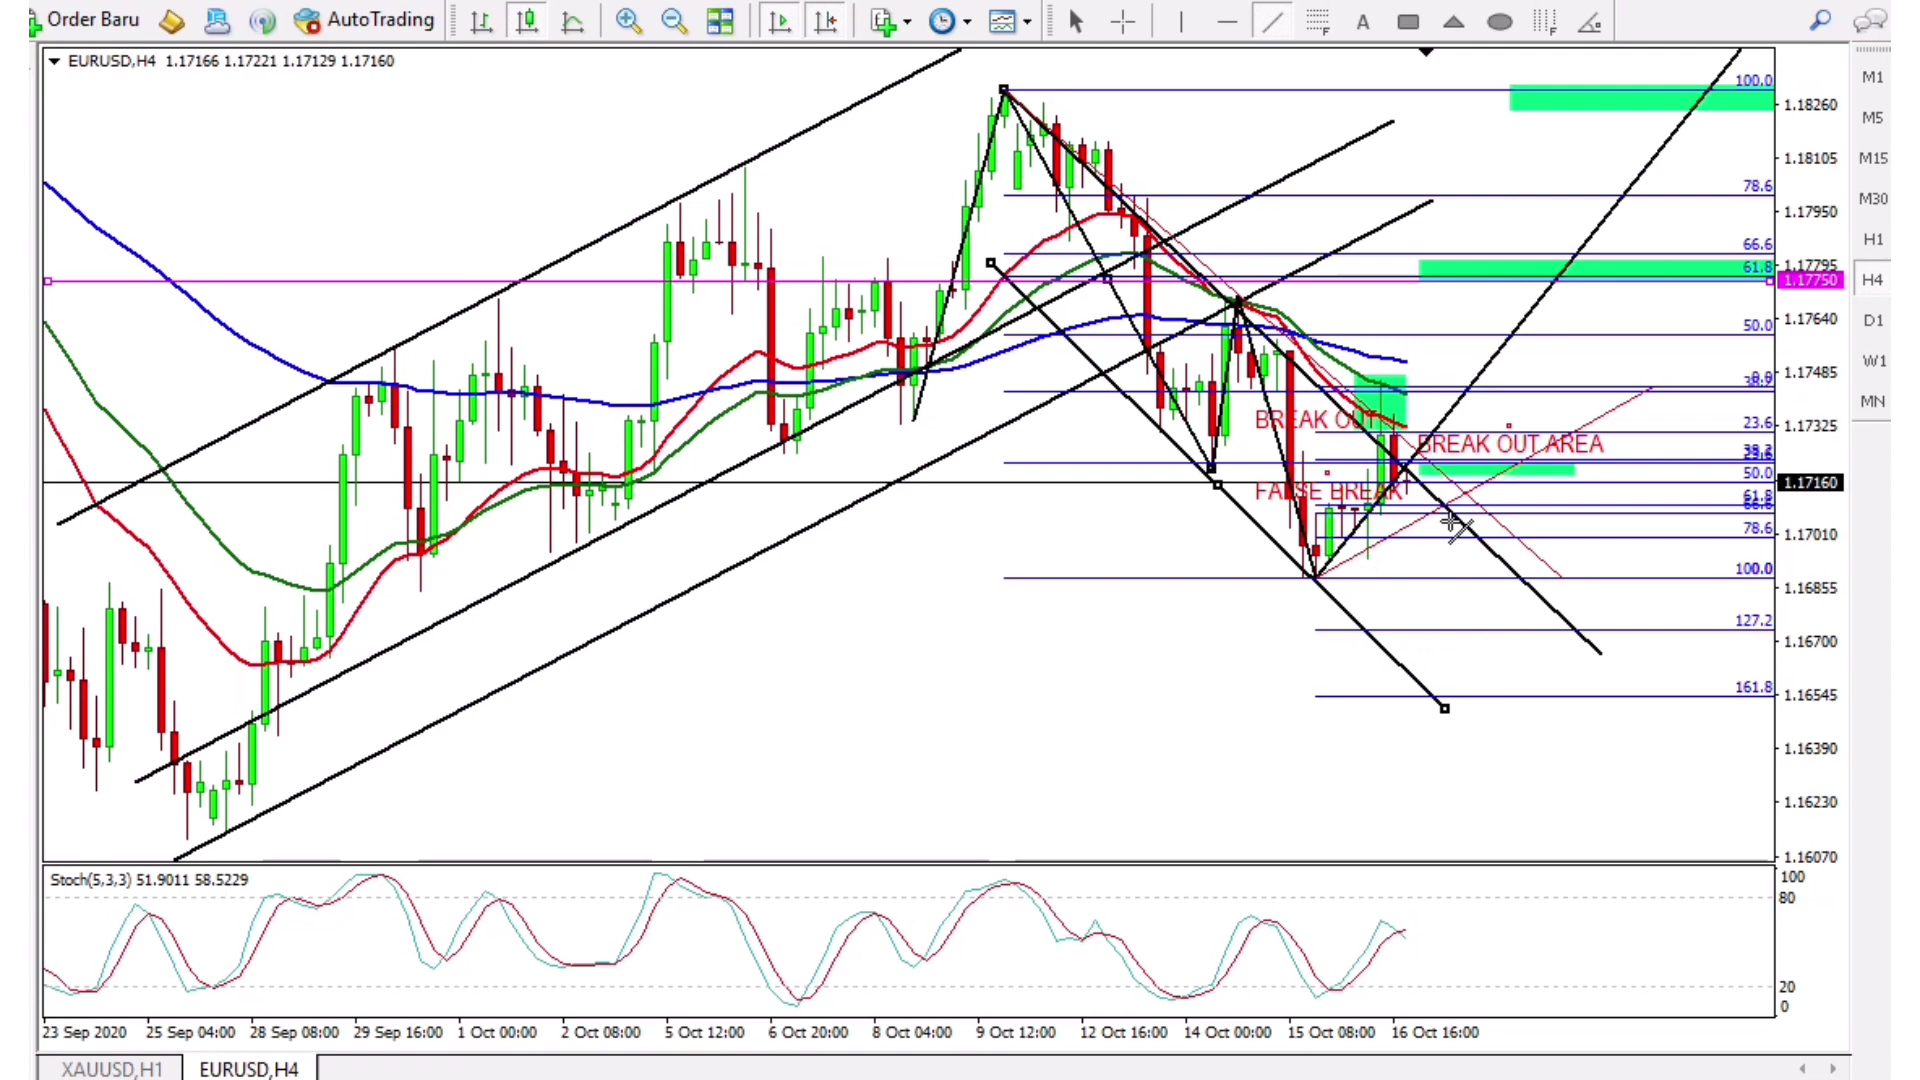 Order Baru AutoTrading A
EURUSD,H4 1.17166 1.17221 1.17129 1.17160
M1
M5
M15
M30
H1
H4
D1
W1
MN
100.0
78.6
66.6
61.8
50.0
23.6
50.0
61.8
78.6
100.0
127.2
161.8
1.18260
1.18105
1.17950
1.17795
1.17750
1.17640
1.17485
1.17325
1.17160
1.17010
1.16855
1.16700
1.16545
1.16390
1.16230
1.16070
BREAK OUT
BREAK OUT AREA
FALSE BREAK
Stoch(5,3,3) 51.9011 58.5229
100
80
20
0
23 Sep 2020 25 Sep 04:00 28 Sep 08:00 29 Sep 16:00 1 Oct 00:00 2 Oct 08:00 5 Oct 12:00 6 Oct 20:00 8 Oct 04:00 9 Oct 12:00 12 Oct 16:00 14 Oct 00:00 15 Oct 08:00 16 Oct 16:00
XAUUSD,H1 EURUSD,H4